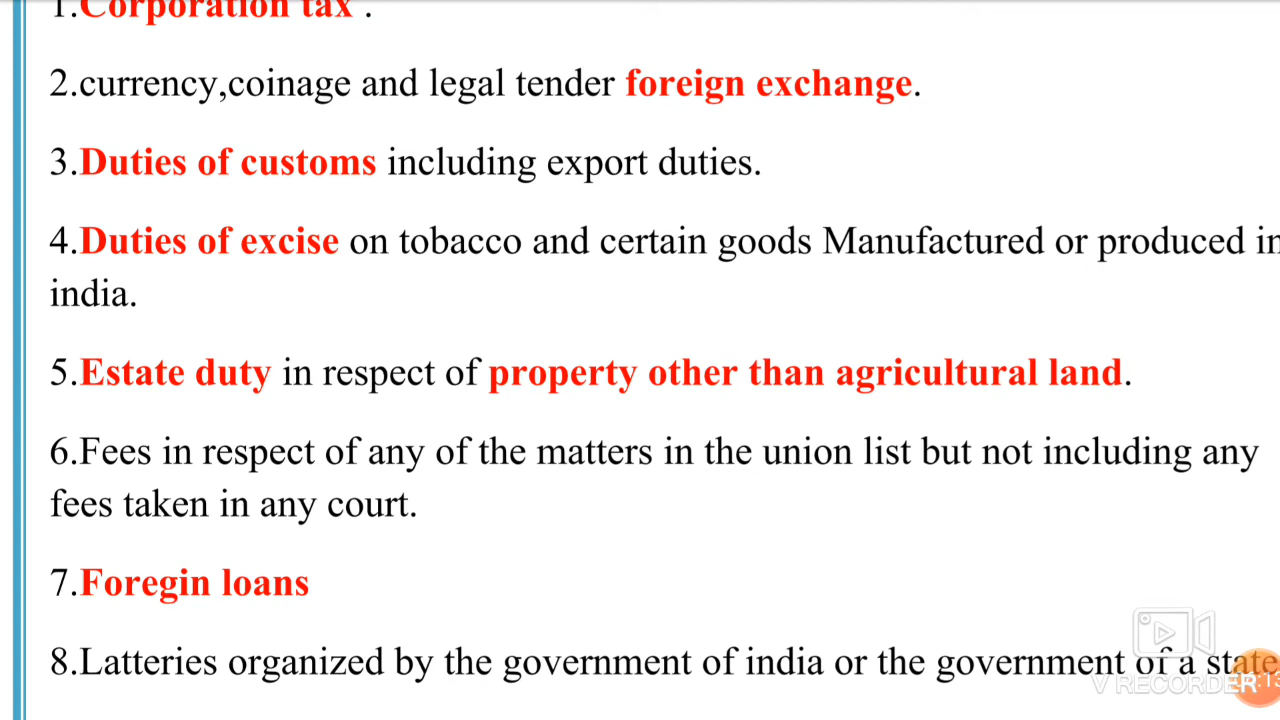 1.Corporation tax .
2.currency,coinage and legal tender foreign exchange.
3.Duties of customs including export duties.
4.Duties of excise on tobacco and certain goods Manufactured or produced in
india.
5.Estate duty in respect of property other than agricultural land.
6.Fees in respect of any of the matters in the union list but not including any
fees taken in any court.
7.Foregin loans
8.Latteries organized by the government of india or the government of a state
V RECORDER